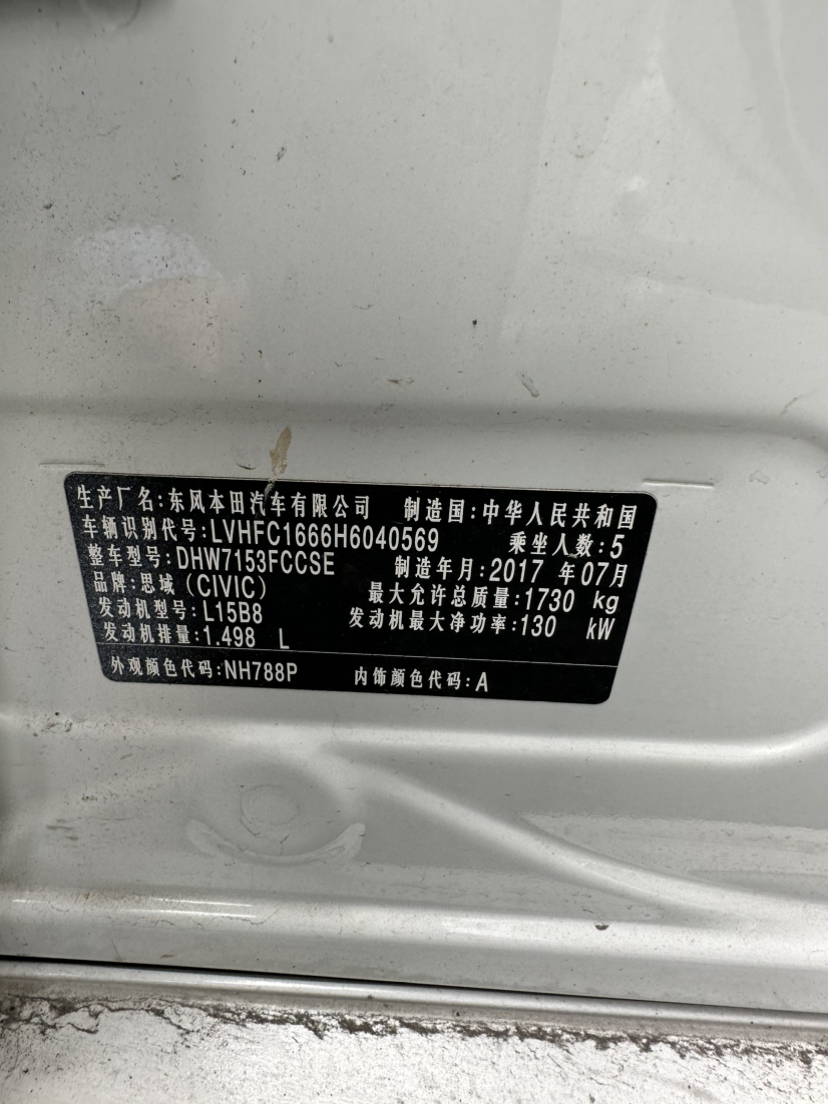 生产厂名:东风本田汽车有限公司 制造国:中华人民共和国
车辆识别代号:LVHFC1666H6040569 乘坐人数:5
整车型号:DHW7153FCCSE 制造年月:2017 年07月
品牌:思域(CIVIC) 最大允许总质量:1730 kg
发动机型号:L15B8 发动机最大净功率:130 kW
发动机排量:1.498 L
外观颜色代码:NH788P 内饰颜色代码:A